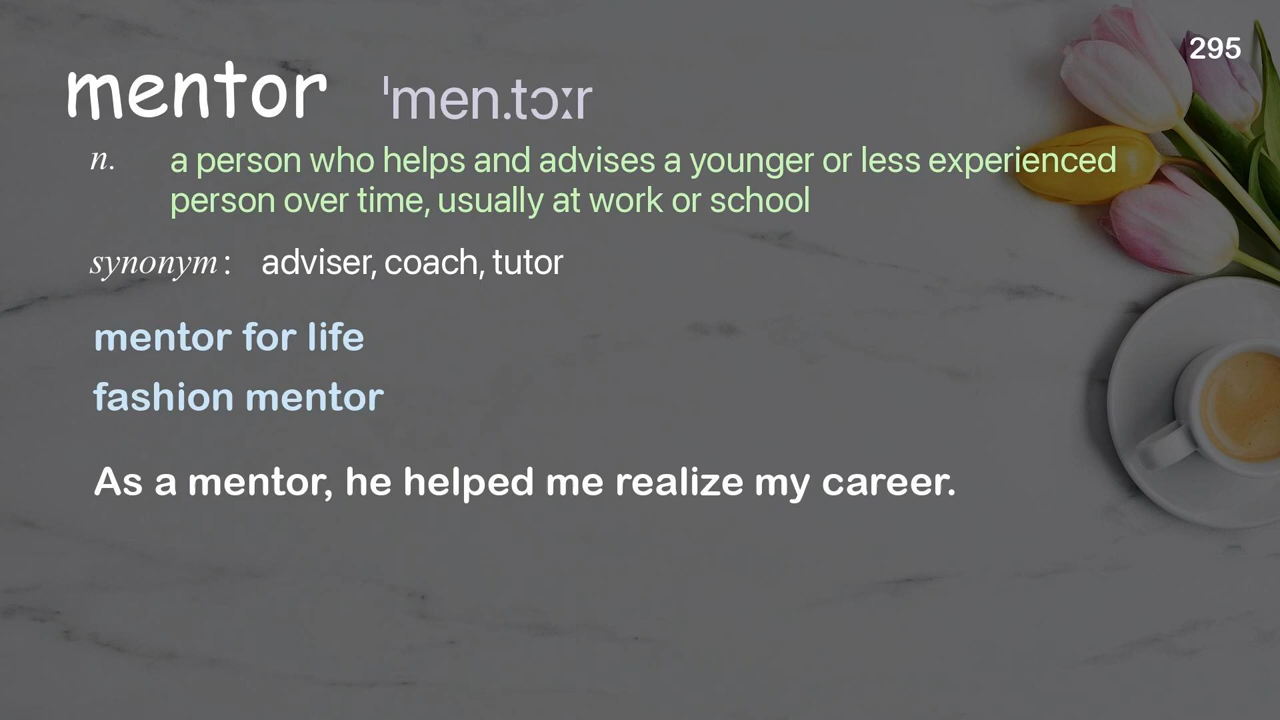 295
mentor ˈmen.tɔːr
n. a person who helps and advises a younger or less experienced
person over time, usually at work or school
synonym : adviser, coach, tutor
mentor for life
fashion mentor
As a mentor, he helped me realize my career.